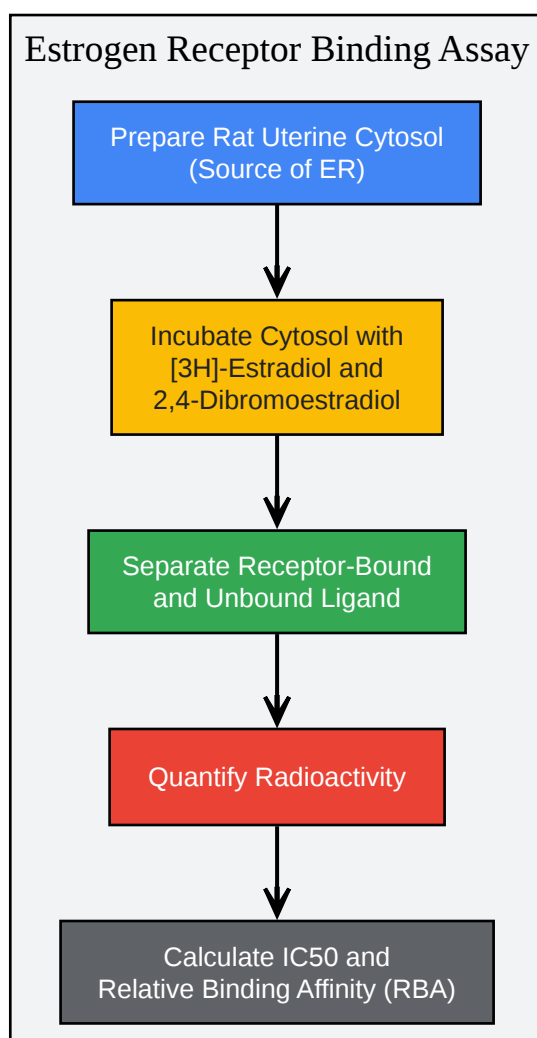 Estrogen Receptor Binding Assay
Prepare Rat Uterine Cytosol
(Source of ER)
Incubate Cytosol with
[3H]-Estradiol and
2,4-Dibromoestradiol
Separate Receptor-Bound
and Unbound Ligand
Quantify Radioactivity
Calculate IC50 and
Relative Binding Affinity (RBA)